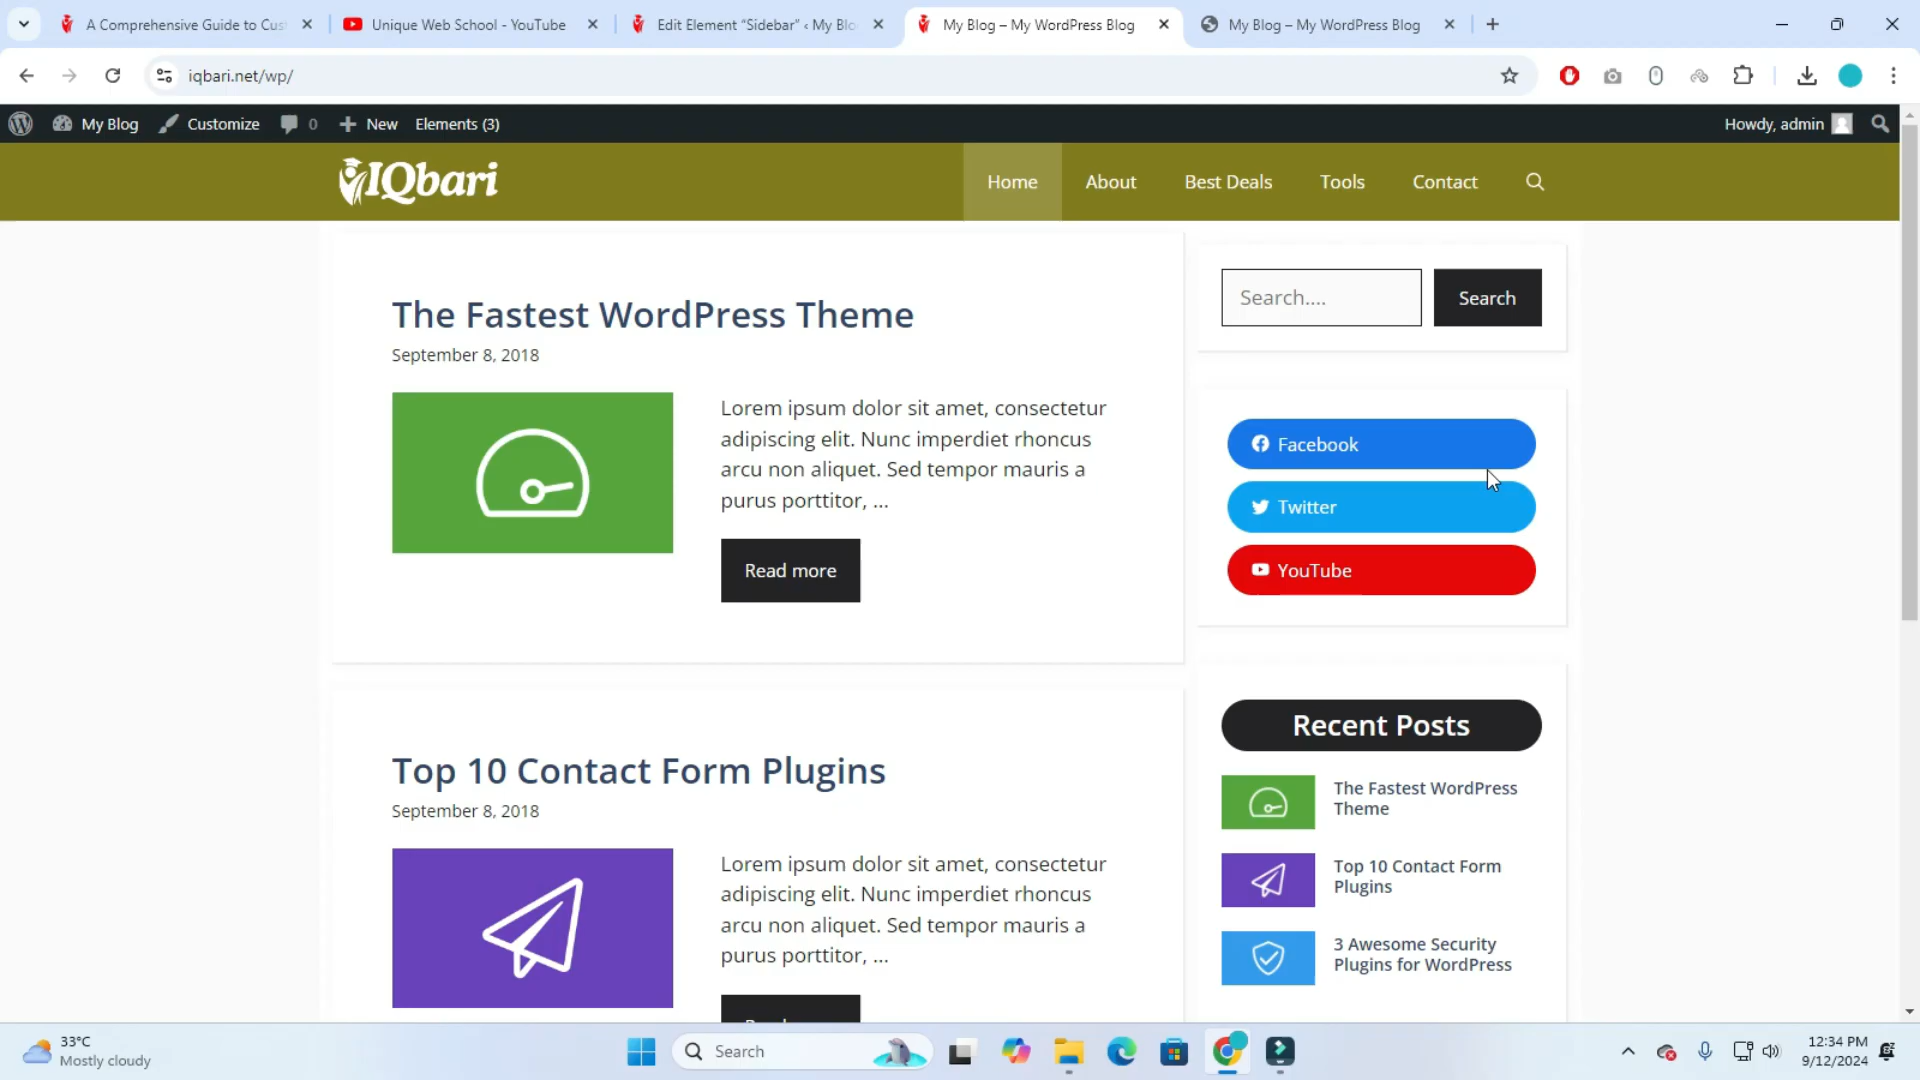 A Comprehensive Guide to Cus
Unique Web School - YouTube
Edit Element “Sidebar” ‹ My Blo
My Blog – My WordPress Blog
My Blog – My WordPress Blog
iqbari.net/wp/
My Blog
Customize
0
New
Elements (3)
Howdy, admin
IQbari
Home
About
Best Deals
Tools
Contact
The Fastest WordPress Theme
September 8, 2018
Lorem ipsum dolor sit amet, consectetur
adipiscing elit. Nunc imperdiet rhoncus
arcu non aliquet. Sed tempor mauris a
purus porttitor, ...
Read more
Top 10 Contact Form Plugins
September 8, 2018
Lorem ipsum dolor sit amet, consectetur
adipiscing elit. Nunc imperdiet rhoncus
arcu non aliquet. Sed tempor mauris a
purus porttitor, ...
Search....
Search
Facebook
Twitter
YouTube
Recent Posts
The Fastest WordPress
Theme
Top 10 Contact Form
Plugins
3 Awesome Security
Plugins for WordPress
33°C
Mostly cloudy
Search
12:34 PM
9/12/2024